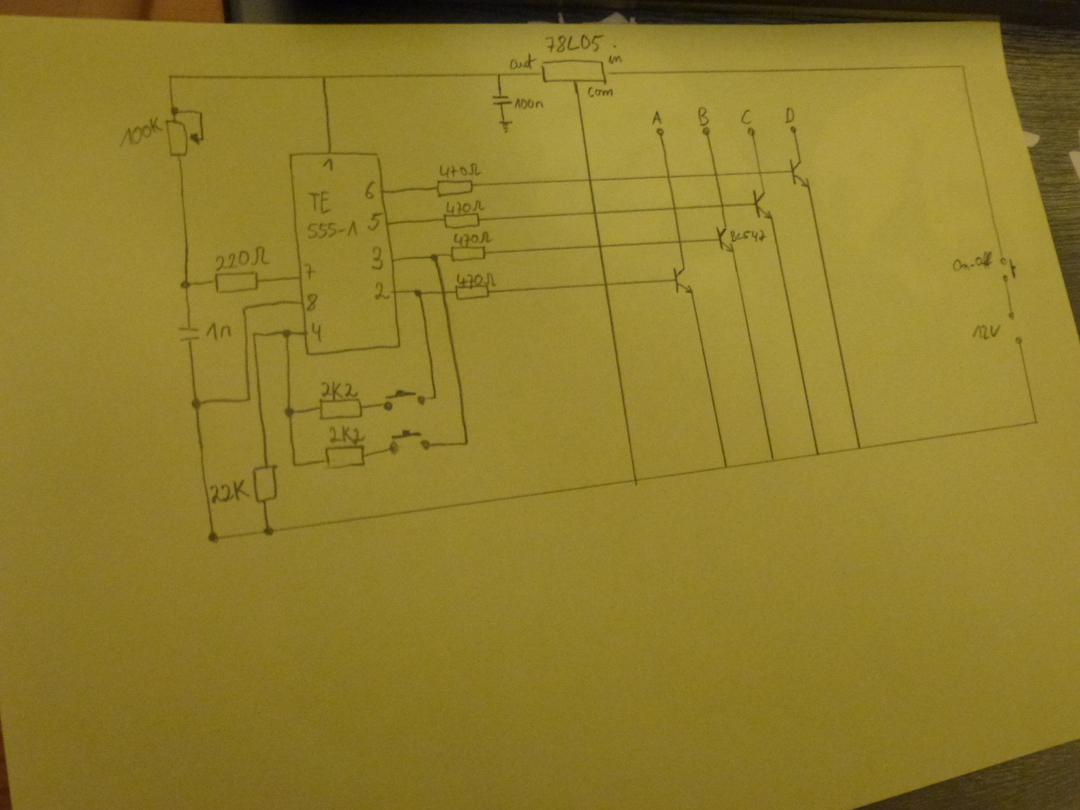 78L05
out
in
com
100n
100K
A
B
C
D
1
TE
555-1
6
5
3
2
7
8
4
470Ω
470Ω
470Ω
470Ω
BC547
220Ω
1n
2K2
2K2
22K
On-off
12V